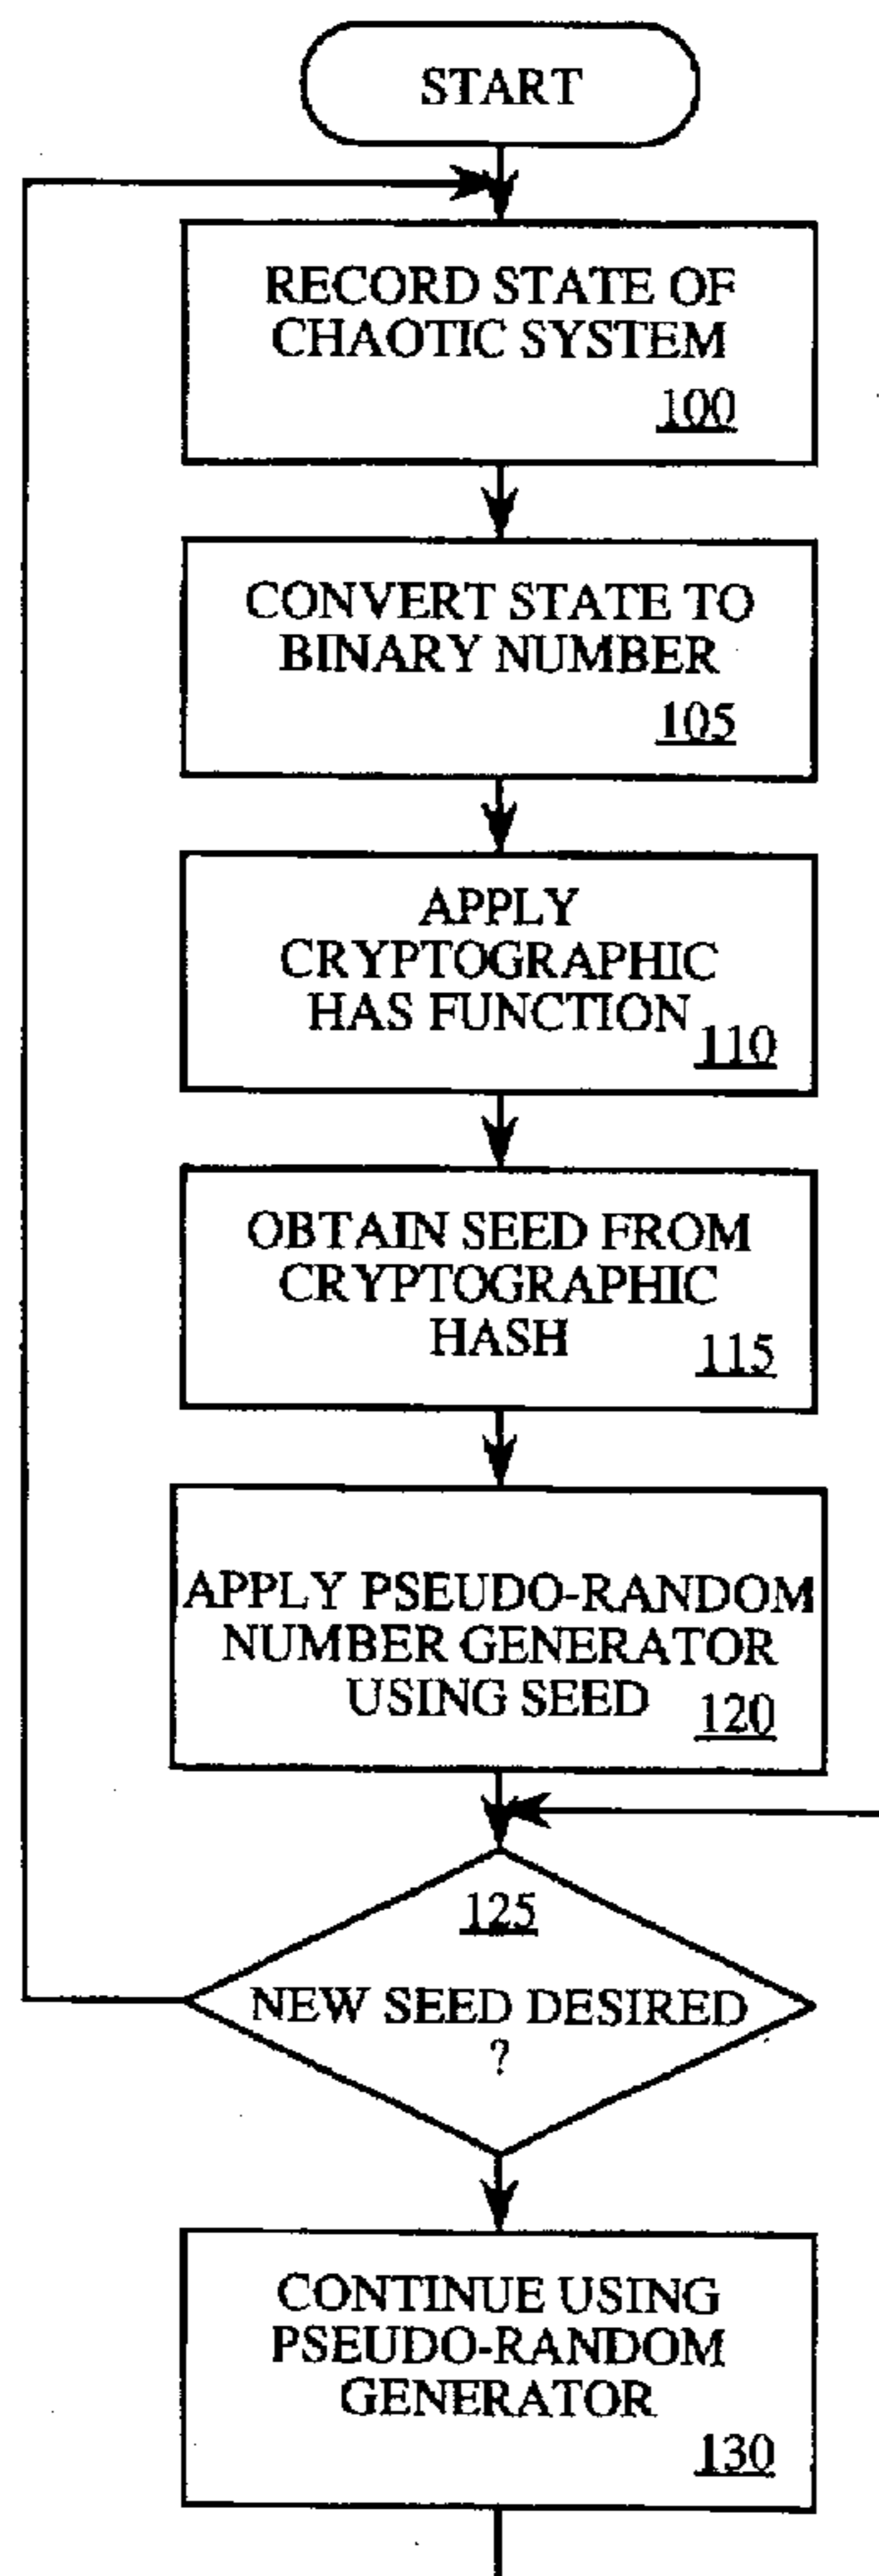 START
RECORD STATE OF
CHAOTIC SYSTEM
100
CONVERT STATE TO
BINARY NUMBER
105
APPLY
CRYPTOGRAPHIC
HAS FUNCTION
110
OBTAIN SEED FROM
CRYPTOGRAPHIC
HASH
115
APPLY PSEUDO-RANDOM
NUMBER GENERATOR
USING SEED
120
125
NEW SEED DESIRED
?
CONTINUE USING
PSEUDO-RANDOM
GENERATOR
130